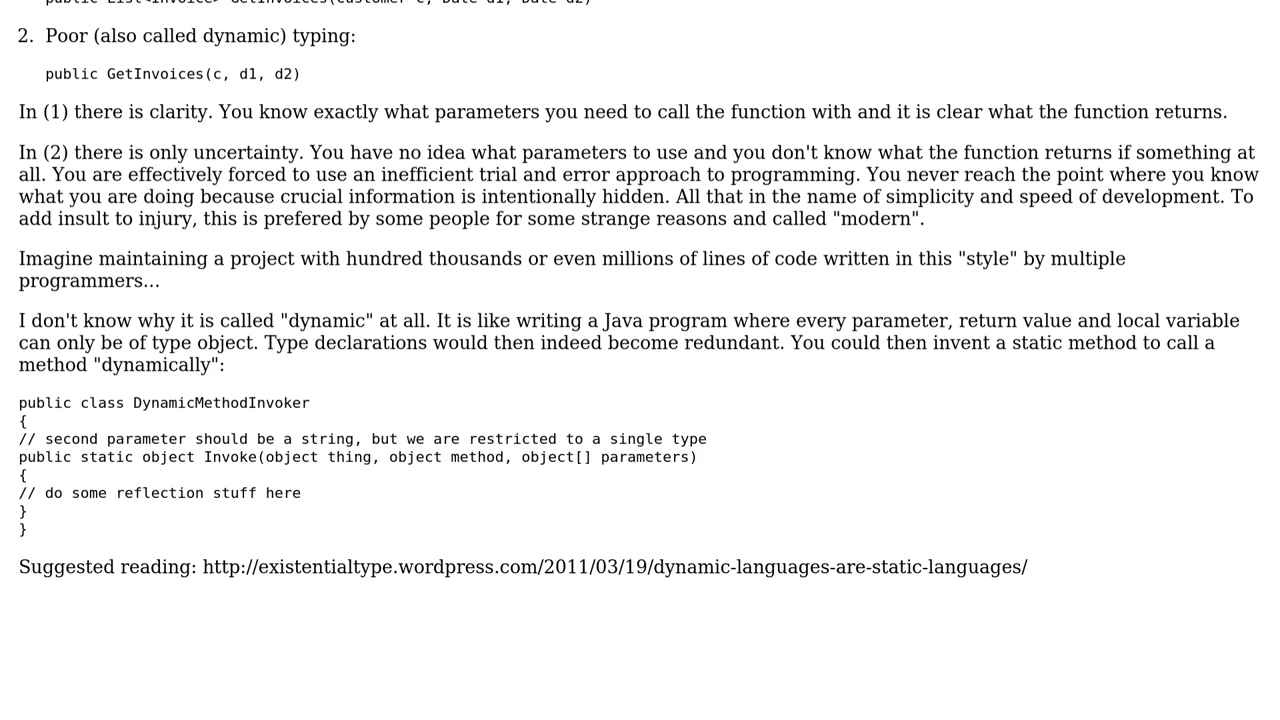 public List<Invoice> GetInvoices(Customer c, Date d1, Date d2)
2. Poor (also called dynamic) typing:
public GetInvoices(c, d1, d2)
In (1) there is clarity. You know exactly what parameters you need to call the function with and it is clear what the function returns.
In (2) there is only uncertainty. You have no idea what parameters to use and you don't know what the function returns if something at
all. You are effectively forced to use an inefficient trial and error approach to programming. You never reach the point where you know
what you are doing because crucial information is intentionally hidden. All that in the name of simplicity and speed of development. To
add insult to injury, this is prefered by some people for some strange reasons and called "modern".
Imagine maintaining a project with hundred thousands or even millions of lines of code written in this "style" by multiple
programmers...
I don't know why it is called "dynamic" at all. It is like writing a Java program where every parameter, return value and local variable
can only be of type object. Type declarations would then indeed become redundant. You could then invent a static method to call a
method "dynamically":
public class DynamicMethodInvoker
{
// second parameter should be a string, but we are restricted to a single type
public static object Invoke(object thing, object method, object[] parameters)
{
// do some reflection stuff here
}
}
Suggested reading: http://existentialtype.wordpress.com/2011/03/19/dynamic-languages-are-static-languages/